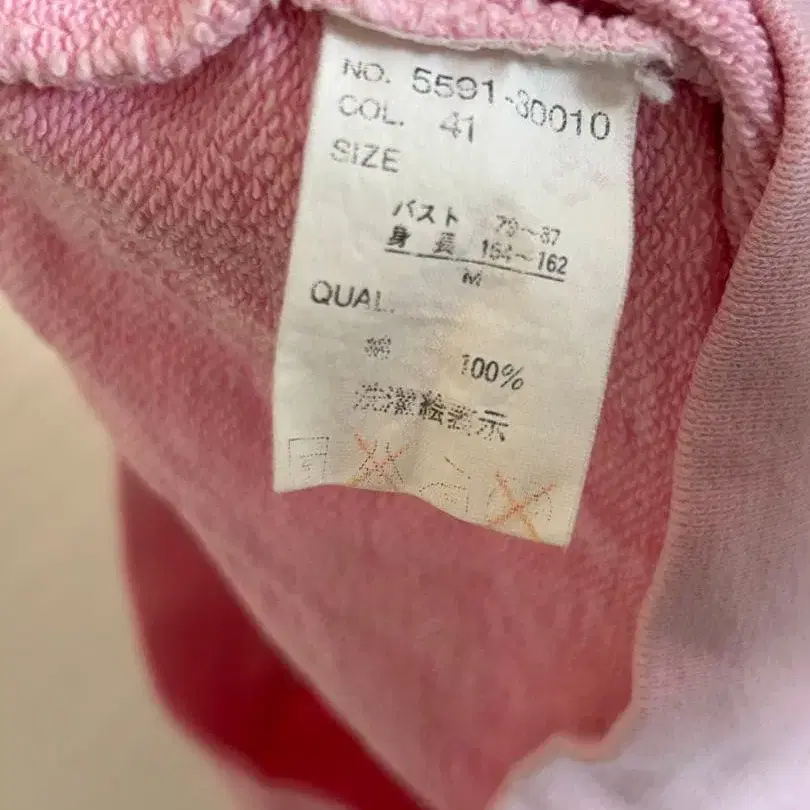 NO. 5591-30010
COL. 41
SIZE
バスト 79～87
身長 154～162
M
QUAL.
綿 100%
洗濯絵表示